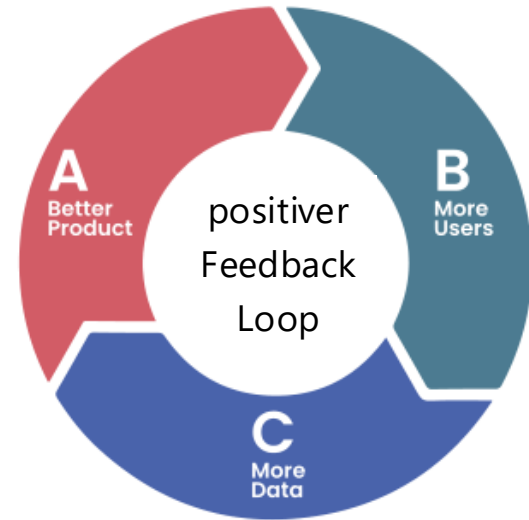 A
Better
Product
B
More
Users
positiver
Feedback
Loop
C
More
Data